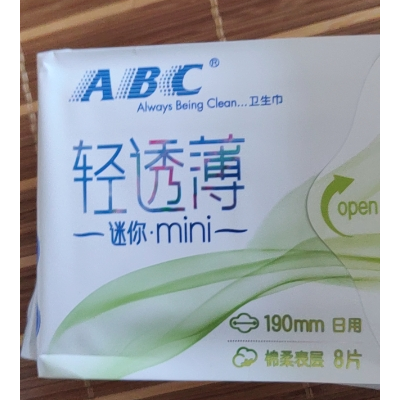 ABC®
Always Being Clean...卫生巾
轻透薄
迷你·mini
open
190mm 日用
棉柔表层 8片